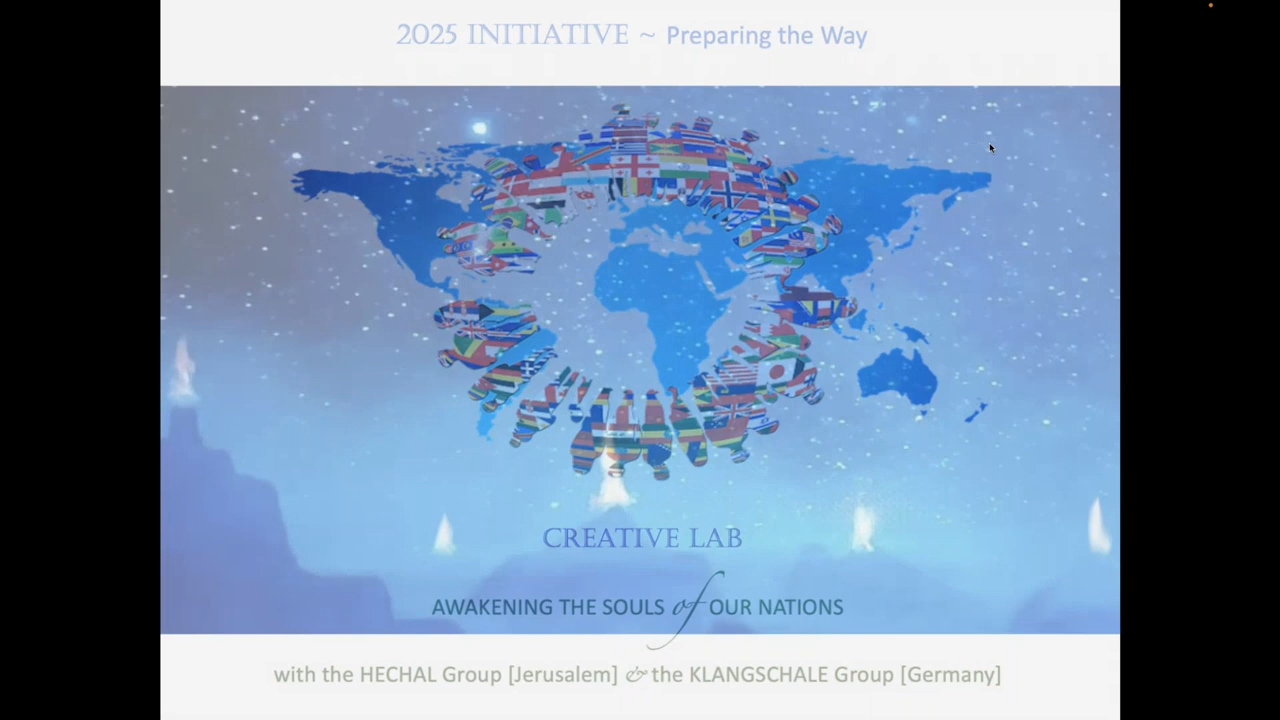 2025 INITIATIVE ~ Preparing the Way
CREATIVE LAB
AWAKENING THE SOULS of OUR NATIONS
with the HECHAL Group [Jerusalem] & the KLANGSCHALE Group [Germany]